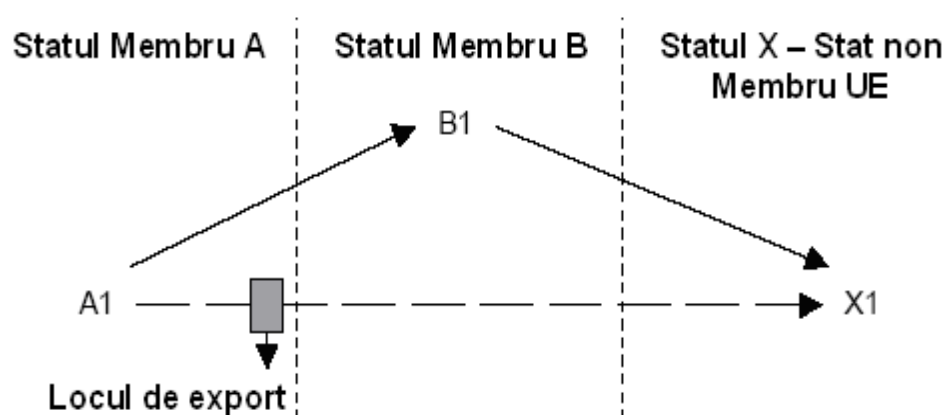 Statul Membru A
Statul Membru B
Statul X – Stat non
Membru UE
B1
A1
X1
Locul de export